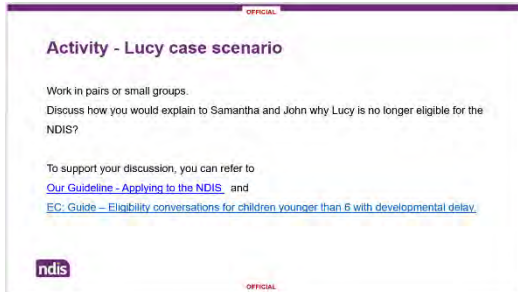 OFFICIAL
Activity - Lucy case scenario
Work in pairs or small groups.
Discuss how you would explain to Samantha and John why Lucy is no longer eligible for the
NDIS?
To support your discussion, you can refer to
Our Guideline - Applying to the NDIS and
EC: Guide – Eligibility conversations for children younger than 6 with developmental delay.
ndis
OFFICIAL